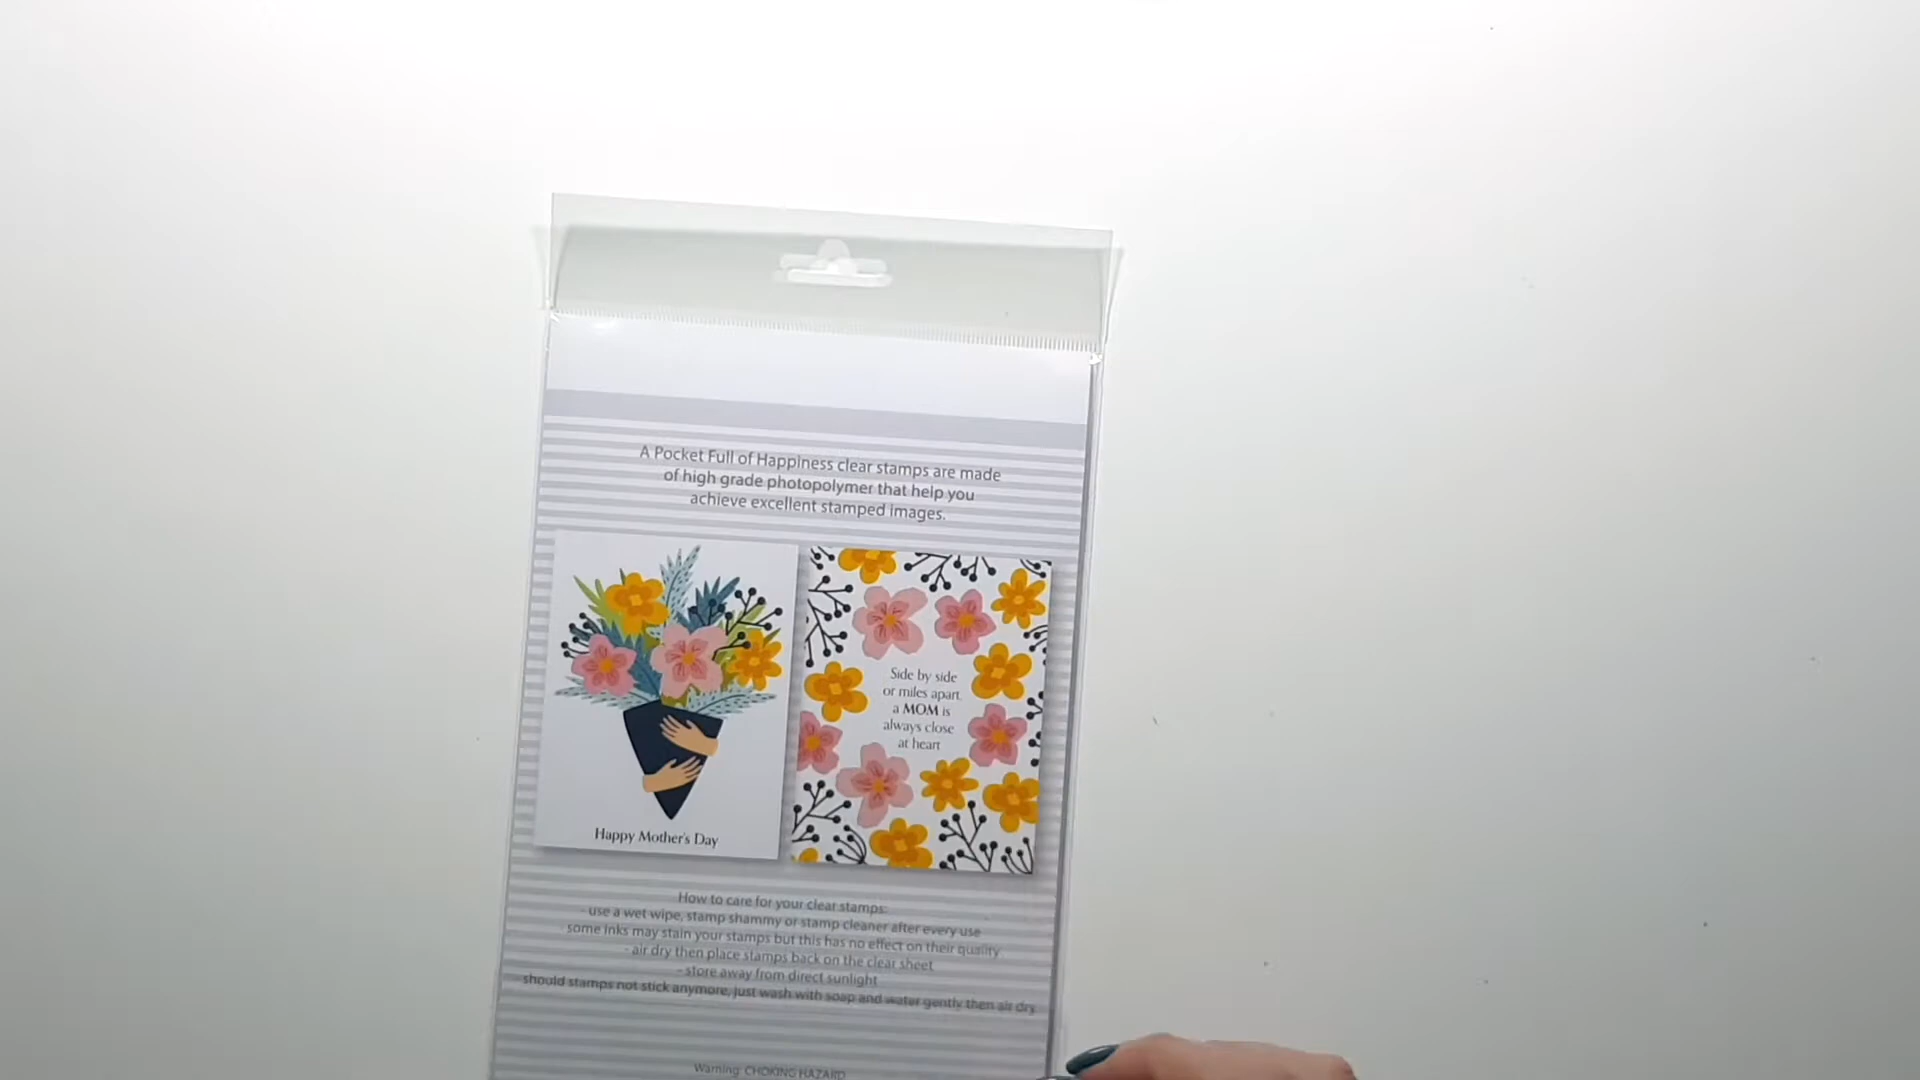 A Pocket Full of Happiness clear stamps are made
of high grade photopolymer that help you
achieve excellent stamped images.
Happy Mother's Day
Side by side
or miles apart,
a MOM is
always close
at heart
How to care for your clear stamps:
- use a wet wipe, stamp shammy or stamp cleaner after every use
some inks may stain your stamps but this has no effect on their quality
- air dry then place stamps back on the clear sheet
- store away from direct sunlight
should stamps not stick anymore, just wash with soap and water gently then air dry
Warning: CHOKING HAZARD